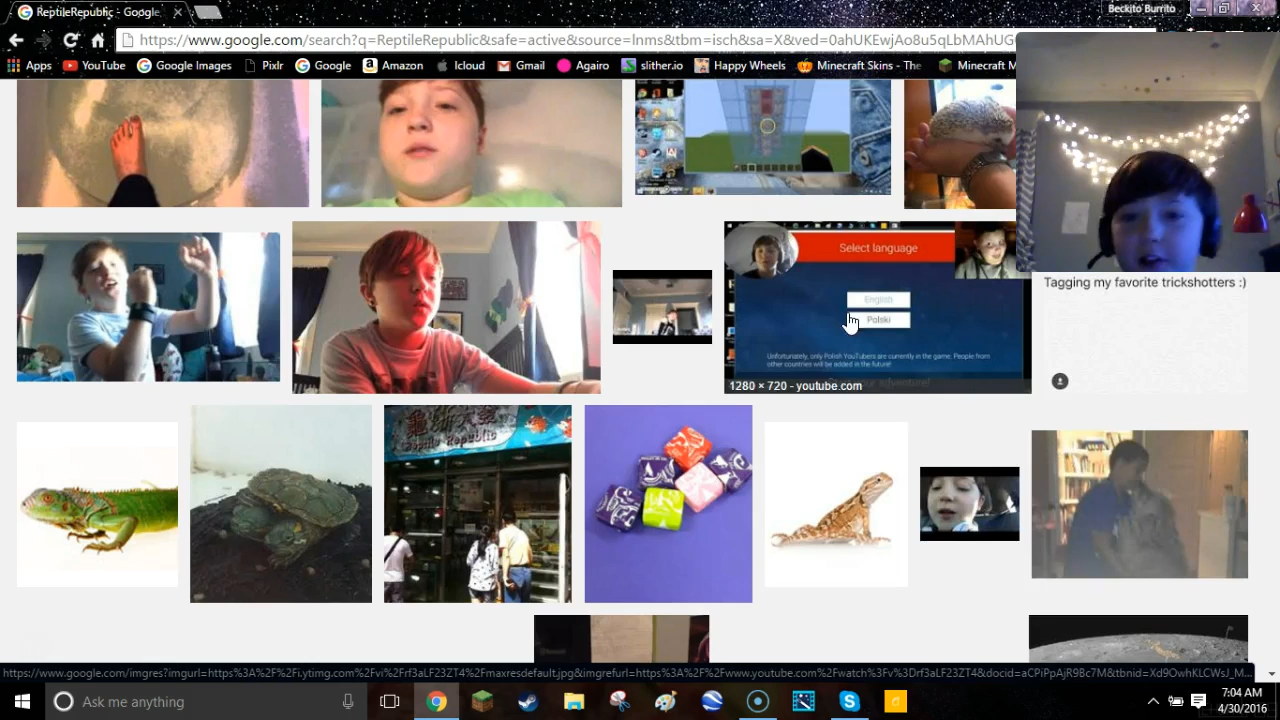 ReptileRepublic - Google
Beckito Burrito
https://www.google.com/search?q=ReptileRepublic&safe=active&source=lnms&tbm=isch&sa=X&ved=0ahUKEwjAo8u5qLbMAhUG
Apps YouTube Google Images Pixlr Google Amazon Icloud Gmail Agairo slither.io Happy Wheels Minecraft Skins - The Minecraft M
Select language
English
Polski
Unfortunately, only Polish YouTubers are currently in the game. People from
other countries will be added in the future!
1280 × 720 - youtube.com
Tagging my favorite trickshotters :)
Reptile Republic
https://www.google.com/imgres?imgurl=https%3A%2F%2Fi.ytimg.com%2Fvi%2Frf3aLF23ZT4%2Fmaxresdefault.jpg&imgrefurl=https%3A%2F%2Fwww.youtube.com%2Fwatch%3Fv%3Drf3aLF23ZT4&docid=aCPiPpAjR9Bc7M&tbnid=Xd9OwhKLCWsJ_M...
Ask me anything
7:04 AM
4/30/2016